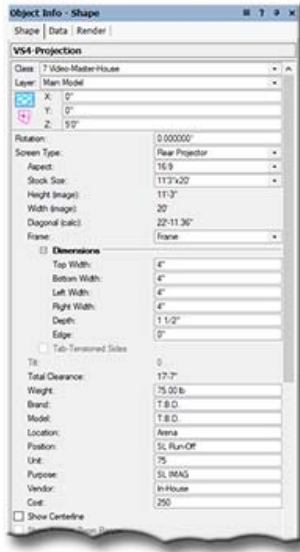 Object Info - Shape
Shape Data Render
VS4-Projection
Class: 7 Video-Master-House
Layer: Main Model
X: 0"
Y: 0"
Z: 5'0"
Rotation: 0.000000°
Screen Type: Rear Projector
Aspect: 16:9
Stock Size: 11'3"x20'
Height (image): 11'-3"
Width (image): 20'
Diagonal (calc): 22'-11.36"
Frame: Frame
Dimensions
Top Width: 4"
Bottom Width: 4"
Left Width: 4"
Right Width: 4"
Depth: 1 1/2"
Edge: 0"
Tab-Tensioned Sides
Tilt: 0
Total Clearance: 17'-7"
Weight: 75.00 lb
Brand: T.B.D.
Model: T.B.D.
Location: Arena
Position: SL Run-Off
Unit: 75
Purpose: SL IMAG
Vendor: In-House
Cost: 250
Show Centerline